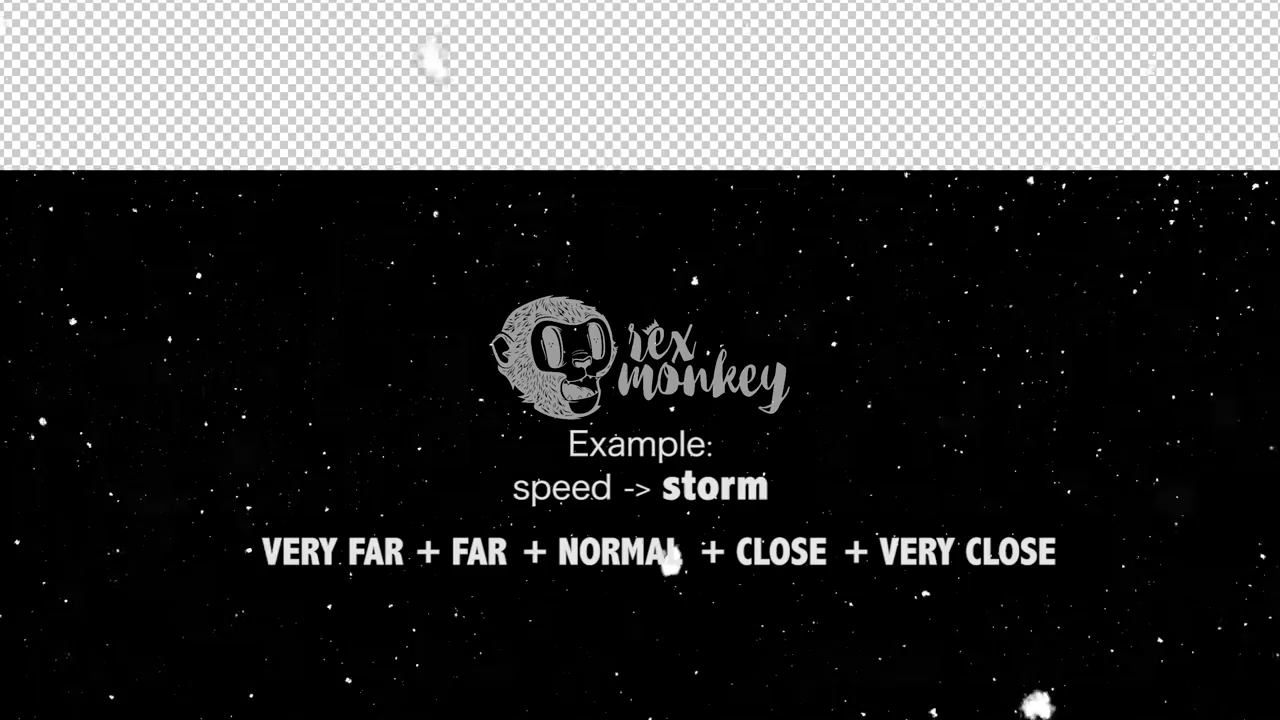 rex
monkey
Example:
speed -> storm
VERY FAR + FAR + NORMAL + CLOSE + VERY CLOSE